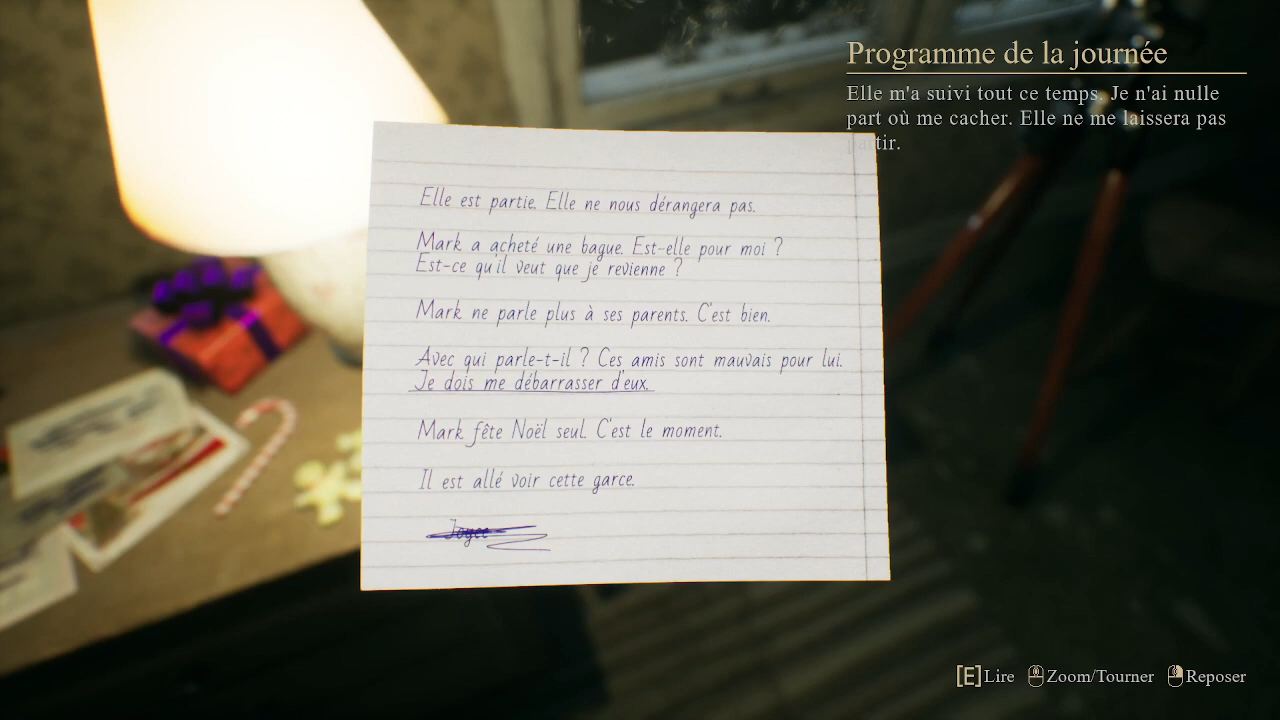 Programme de la journée
Elle m'a suivi tout ce temps. Je n'ai nulle
part où me cacher. Elle ne me laissera pas
partir.
Elle est partie. Elle ne nous dérangera pas.
Mark a acheté une bague. Est-elle pour moi ?
Est-ce qu'il veut que je revienne ?
Mark ne parle plus à ses parents. C'est bien.
Avec qui parle-t-il ? Ces amis sont mauvais pour lui.
Je dois me débarrasser d'eux.
Mark fête Noël seul. C'est le moment.
Il est allé voir cette garce.
Joyce
[E] Lire Zoom/Tourner Reposer